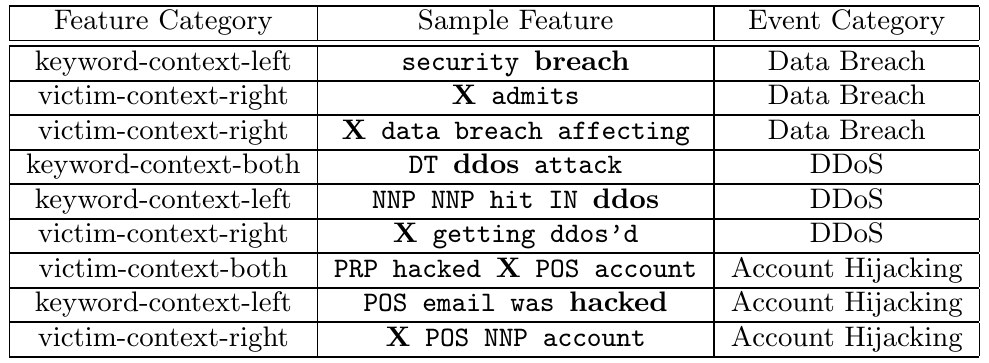 Feature Category Sample Feature Event Category
keyword-context-left security breach Data Breach
victim-context-right X admits Data Breach
victim-context-right X data breach affecting Data Breach
keyword-context-both DT ddos attack DDoS
keyword-context-left NNP NNP hit IN ddos DDoS
victim-context-right X getting ddos'd DDoS
victim-context-both PRP hacked X POS account Account Hijacking
keyword-context-left POS email was hacked Account Hijacking
victim-context-right X POS NNP account Account Hijacking